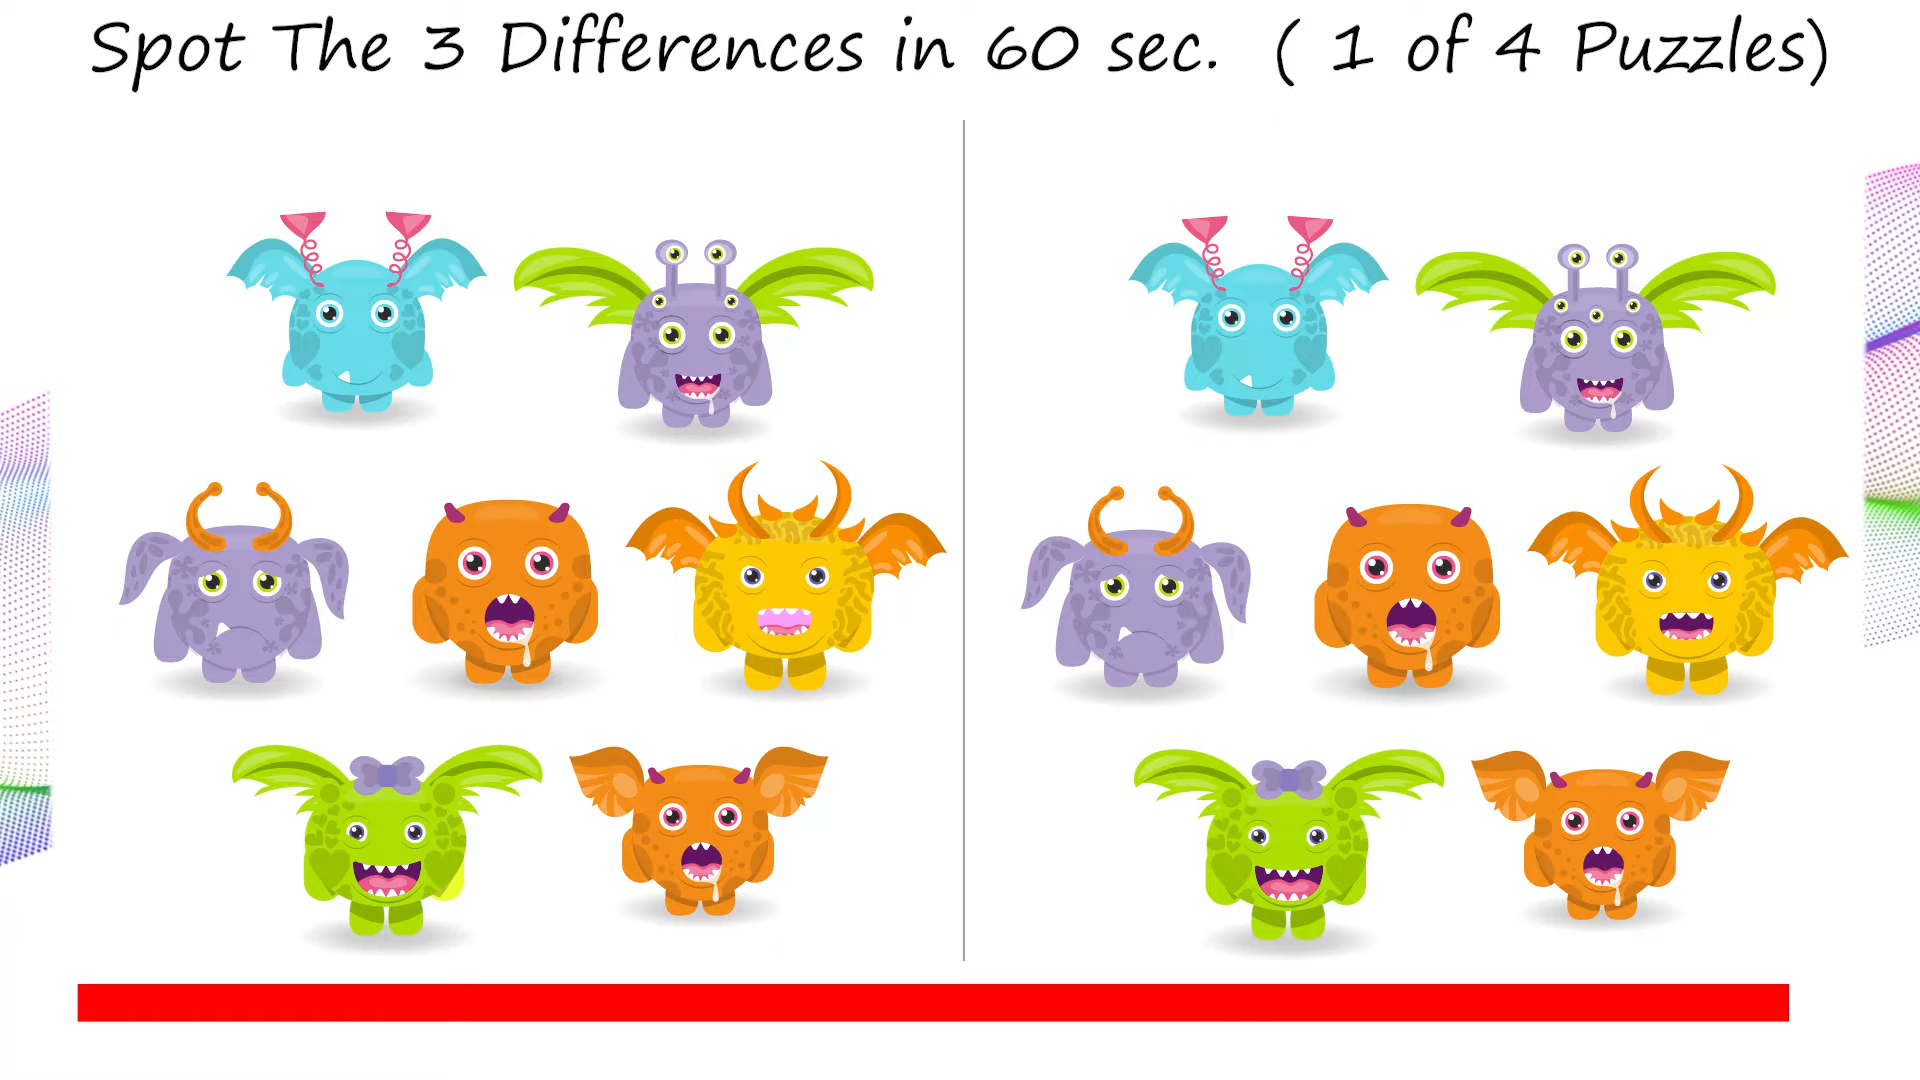 Spot The 3 Differences in 60 sec. ( 1 of 4 Puzzles)